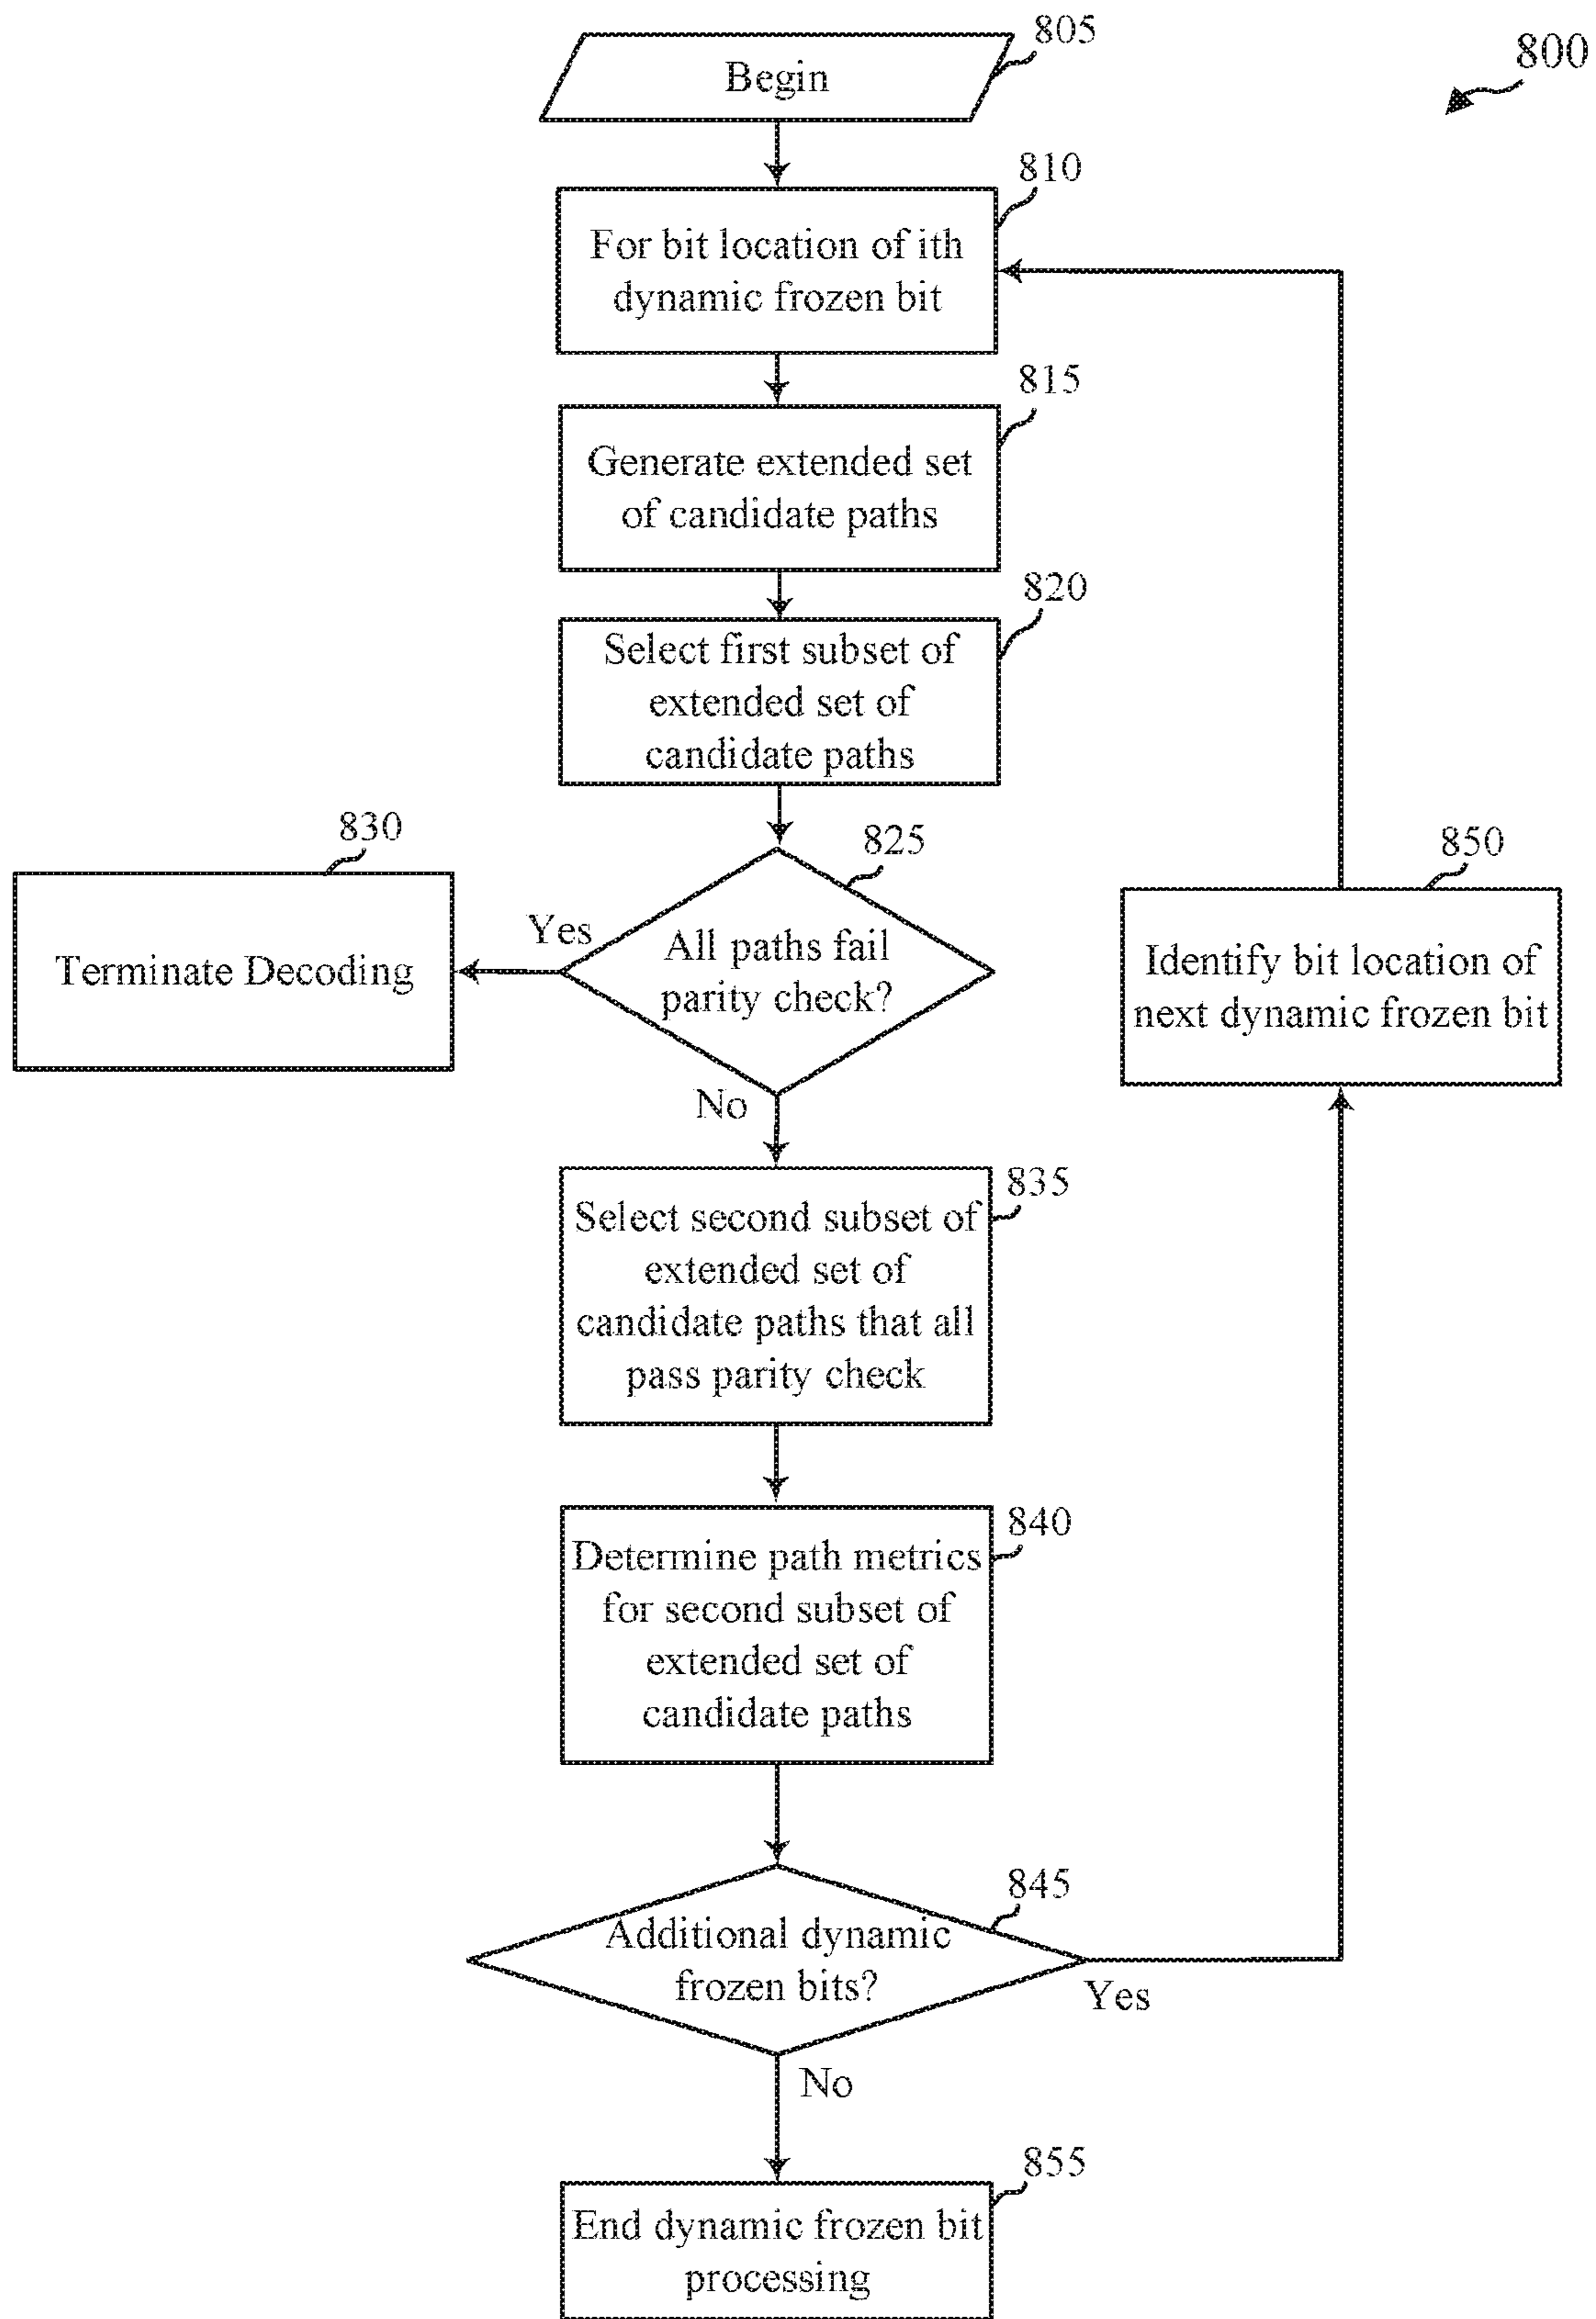 805
800
Begin
810
For bit location of ith
dynamic frozen bit
815
Generate extended set
of candidate paths
820
Select first subset of
extended set of
candidate paths
830
825
850
Yes
Terminate Decoding
All paths fail
parity check?
Identify bit location of
next dynamic frozen bit
No
835
Select second subset of
extended set of
candidate paths that all
pass parity check
840
Determine path metrics
for second subset of
extended set of
candidate paths
845
Additional dynamic
frozen bits?
Yes
No
855
End dynamic frozen bit
processing